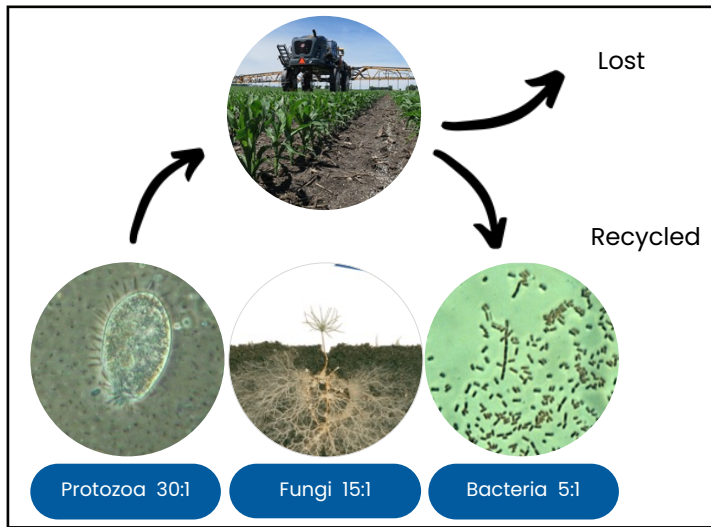 Lost
Recycled
Protozoa 30:1
Fungi 15:1
Bacteria 5:1